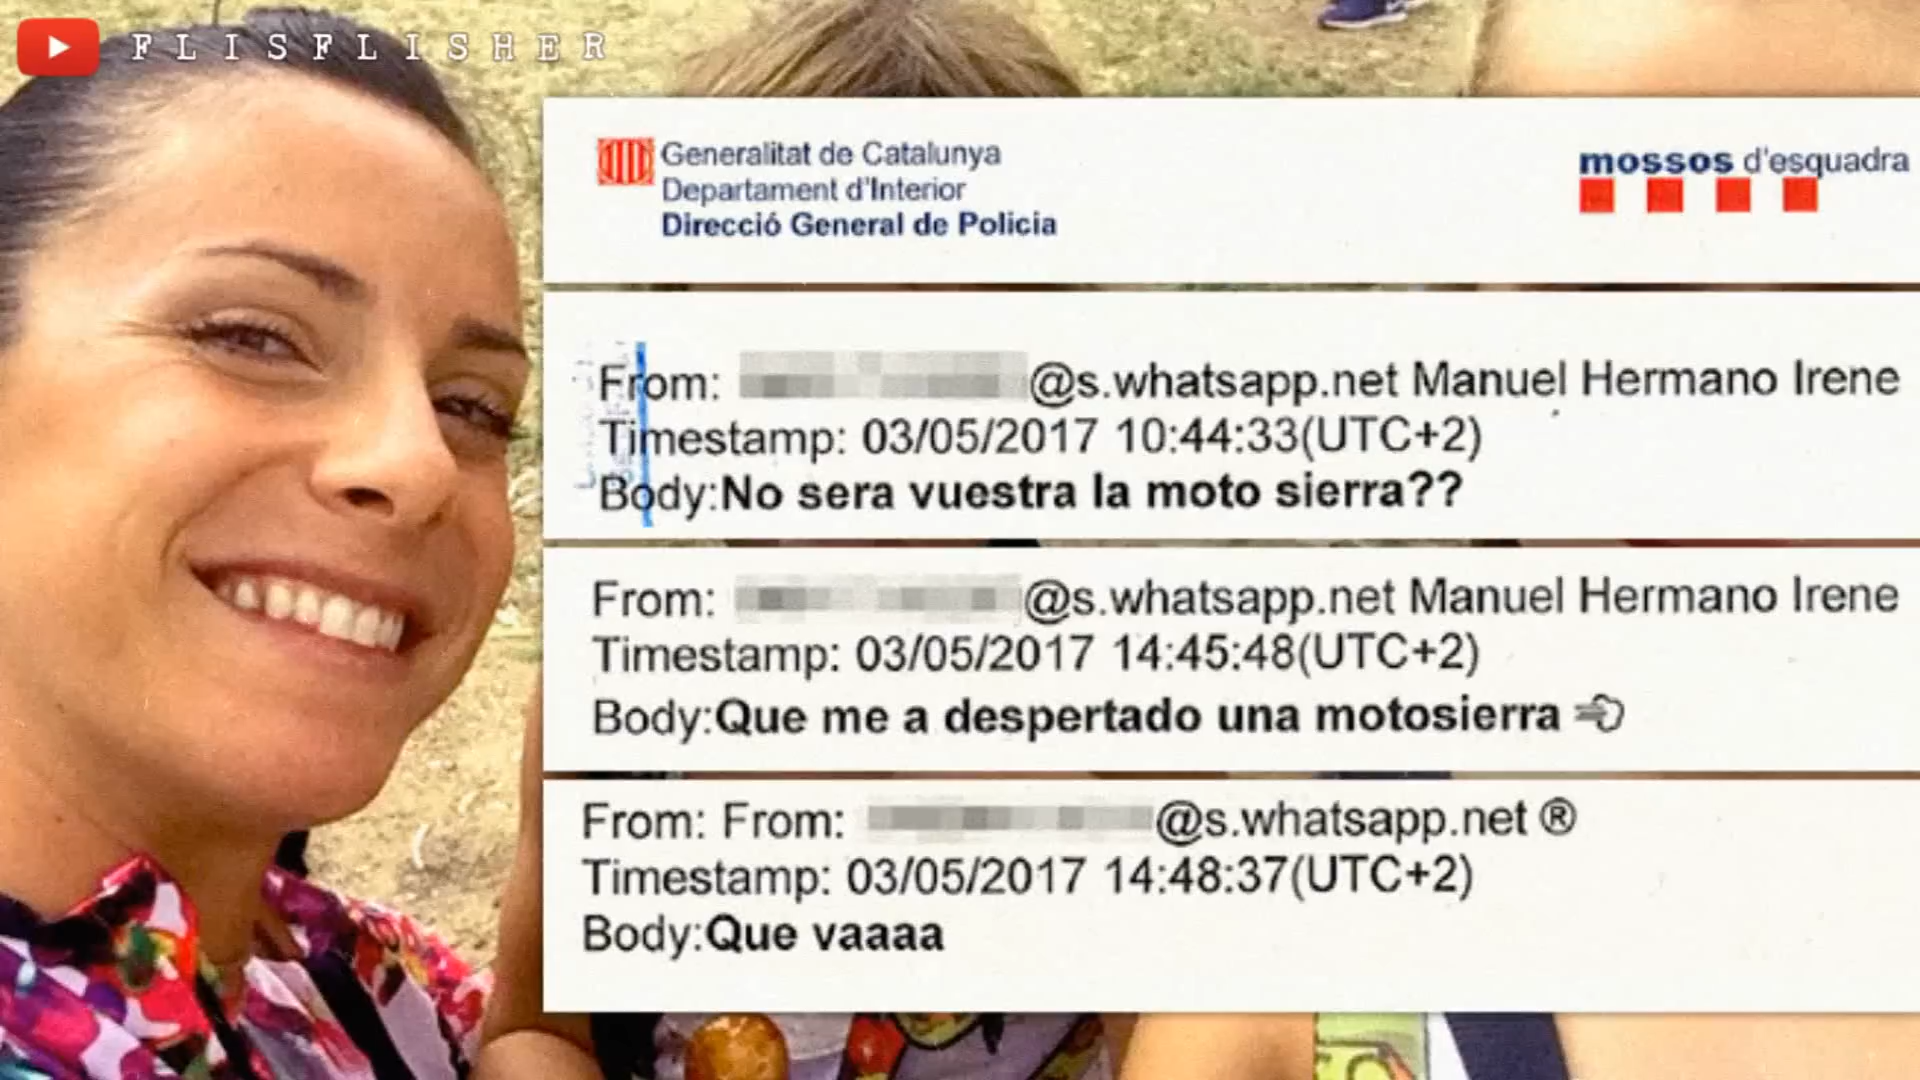 FLISFLISHER
Generalitat de Catalunya
Departament d'Interior
Direcció General de Policia
mossos d'esquadra
From: @s.whatsapp.net Manuel Hermano Irene
Timestamp: 03/05/2017 10:44:33(UTC+2)
Body:No sera vuestra la moto sierra??
From: @s.whatsapp.net Manuel Hermano Irene
Timestamp: 03/05/2017 14:45:48(UTC+2)
Body:Que me a despertado una motosierra
From: From: @s.whatsapp.net ®
Timestamp: 03/05/2017 14:48:37(UTC+2)
Body:Que vaaaa